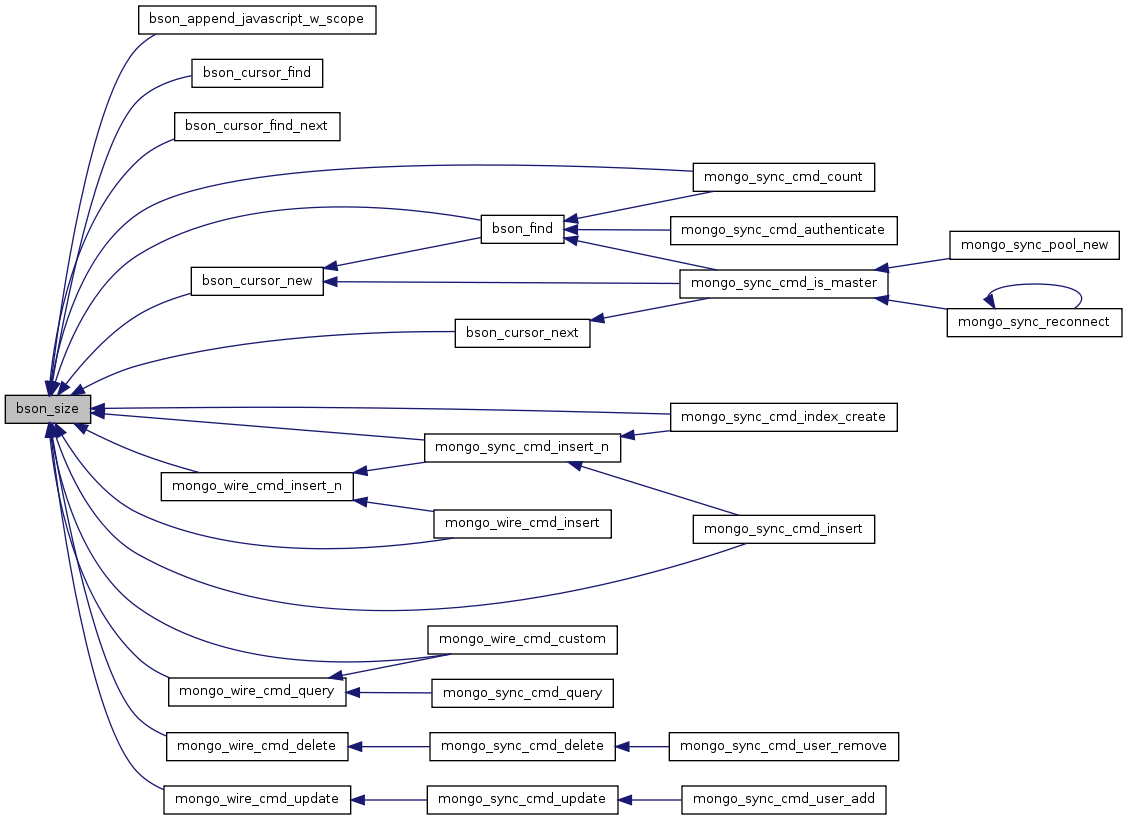 bson_append_javascript_w_scope
bson_cursor_find
bson_cursor_find_next
mongo_sync_cmd_count
bson_find
mongo_sync_cmd_authenticate
mongo_sync_pool_new
bson_cursor_new
mongo_sync_cmd_is_master
mongo_sync_reconnect
bson_cursor_next
bson_size
mongo_sync_cmd_index_create
mongo_sync_cmd_insert_n
mongo_wire_cmd_insert_n
mongo_wire_cmd_insert
mongo_sync_cmd_insert
mongo_wire_cmd_custom
mongo_wire_cmd_query
mongo_sync_cmd_query
mongo_wire_cmd_delete
mongo_sync_cmd_delete
mongo_sync_cmd_user_remove
mongo_wire_cmd_update
mongo_sync_cmd_update
mongo_sync_cmd_user_add